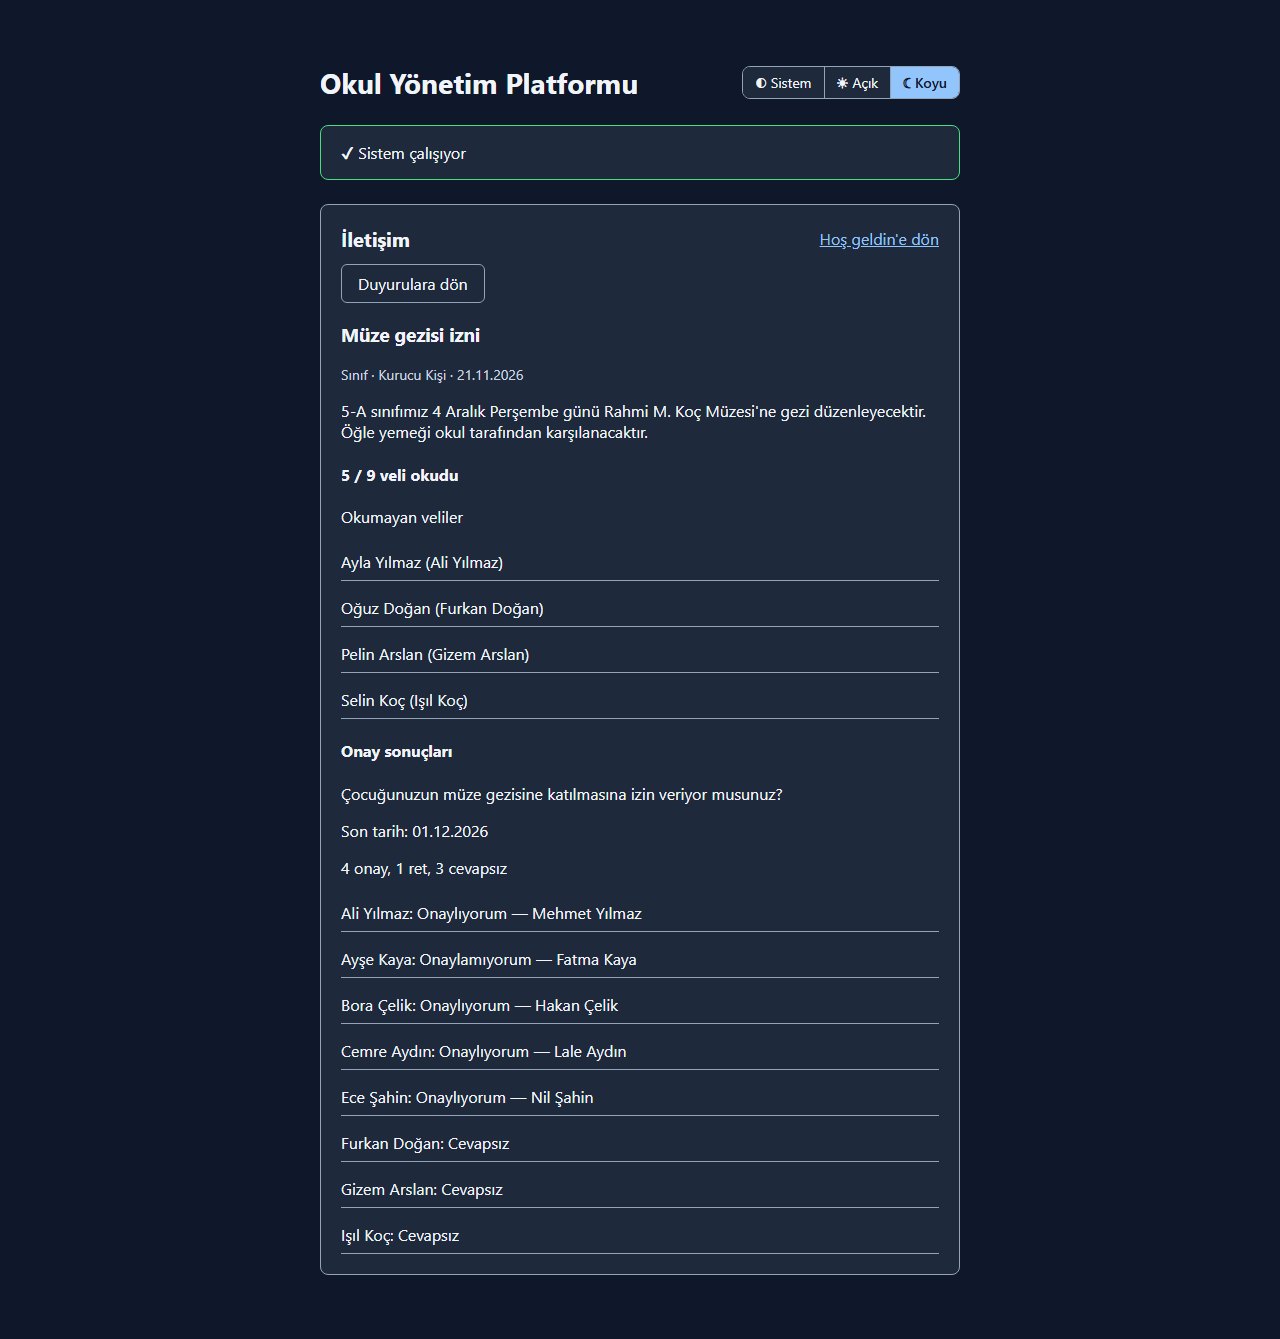 Okul Yönetim Platformu
Sistem
Açık
Koyu
✓ Sistem çalışıyor
İletişim
Hoş geldin'e dön
Duyurulara dön
Müze gezisi izni
Sınıf · Kurucu Kişi · 21.11.2026
5-A sınıfımız 4 Aralık Perşembe günü Rahmi M. Koç Müzesi'ne gezi düzenleyecektir.
Öğle yemeği okul tarafından karşılanacaktır.
5 / 9 veli okudu
Okumayan veliler
Ayla Yılmaz (Ali Yılmaz)
Oğuz Doğan (Furkan Doğan)
Pelin Arslan (Gizem Arslan)
Selin Koç (Işıl Koç)
Onay sonuçları
Çocuğunuzun müze gezisine katılmasına izin veriyor musunuz?
Son tarih: 01.12.2026
4 onay, 1 ret, 3 cevapsız
Ali Yılmaz: Onaylıyorum — Mehmet Yılmaz
Ayşe Kaya: Onaylamıyorum — Fatma Kaya
Bora Çelik: Onaylıyorum — Hakan Çelik
Cemre Aydın: Onaylıyorum — Lale Aydın
Ece Şahin: Onaylıyorum — Nil Şahin
Furkan Doğan: Cevapsız
Gizem Arslan: Cevapsız
Işıl Koç: Cevapsız